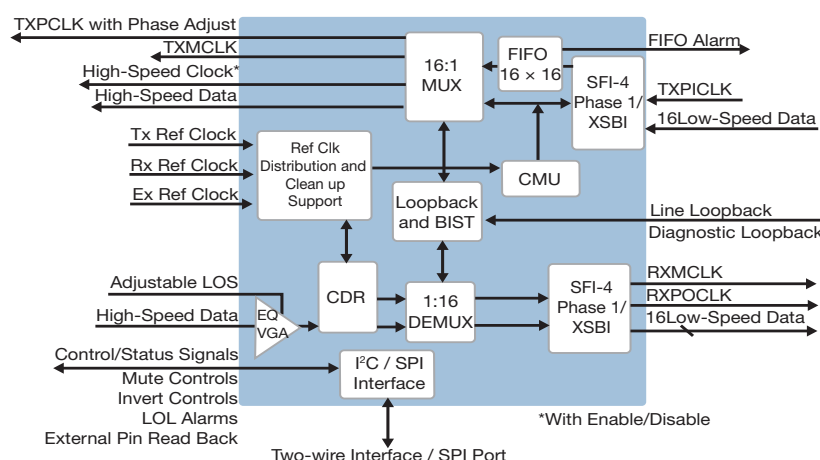 TXPCLK with Phase Adjust
TXMCLK
High-Speed Clock*
High-Speed Data
16:1
MUX
FIFO
16 × 16
FIFO Alarm
SFI-4
Phase 1/
XSBI
TXPICLK
16Low-Speed Data
Tx Ref Clock
Rx Ref Clock
Ex Ref Clock
Ref Clk
Distribution and
Clean up
Support
CMU
Loopback
and BIST
Line Loopback
Diagnostic Loopback
Adjustable LOS
High-Speed Data
EQ
VGA
CDR
1:16
DEMUX
SFI-4
Phase 1/
XSBI
RXMCLK
RXPOCLK
16Low-Speed Data
Control/Status Signals
Mute Controls
Invert Controls
LOL Alarms
External Pin Read Back
I²C / SPI
Interface
*With Enable/Disable
Two-wire Interface / SPI Port